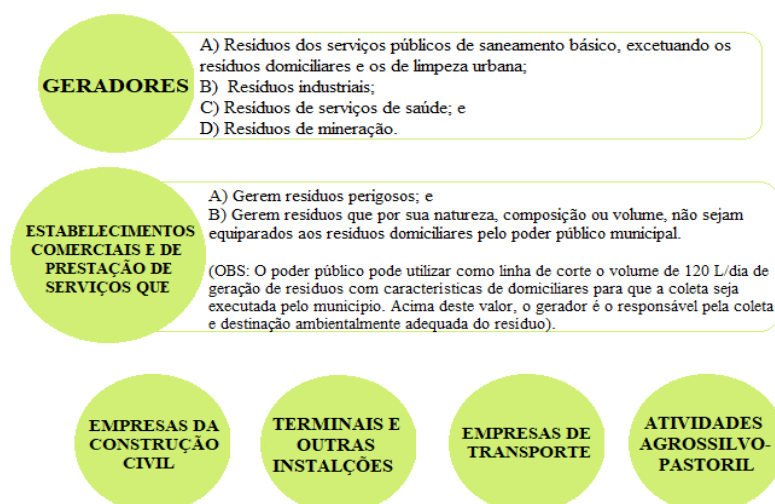 GERADORES
A) Resíduos dos serviços públicos de saneamento básico, excetuando os
resíduos domiciliares e os de limpeza urbana;
B) Resíduos industriais;
C) Resíduos de serviços de saúde; e
D) Resíduos de mineração.
ESTABELECIMENTOS
COMERCIAIS E DE
PRESTAÇÃO DE
SERVIÇOS QUE
A) Gerem resíduos perigosos; e
B) Gerem resíduos que por sua natureza, composição ou volume, não sejam
equiparados aos resíduos domiciliares pelo poder público municipal.
(OBS: O poder público pode utilizar como linha de corte o volume de 120 L/dia de
geração de resíduos com características de domiciliares para que a coleta seja
executada pelo município. Acima deste valor, o gerador é o responsável pela coleta
e destinação ambientalmente adequada do resíduo).
EMPRESAS DA
CONSTRUÇÃO
CIVIL
TERMINAIS E
OUTRAS
INSTALÇÕES
EMPRESAS DE
TRANSPORTE
ATIVIDADES
AGROSSILVO-
PASTORIL